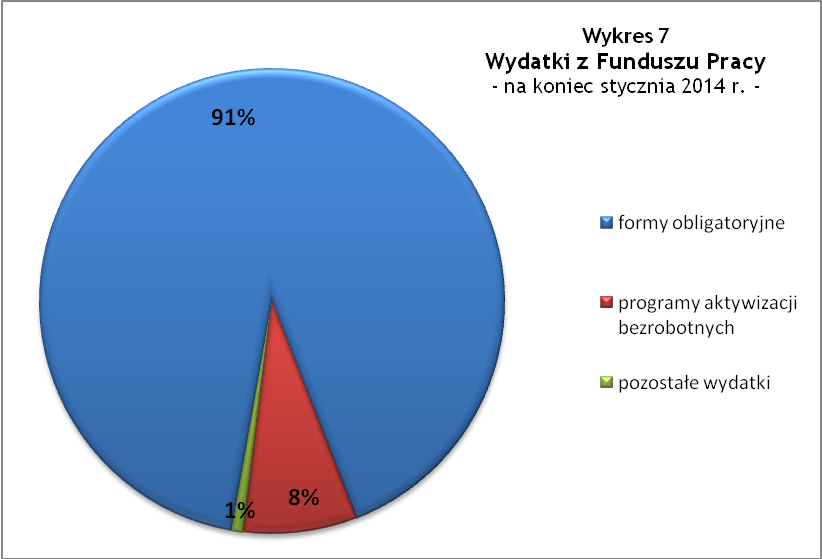 Wykres 7
Wydatki z Funduszu Pracy
- na koniec stycznia 2014 r. -
91%
formy obligatoryjne
programy aktywizacji
bezrobotnych
pozostałe wydatki
8%
1%